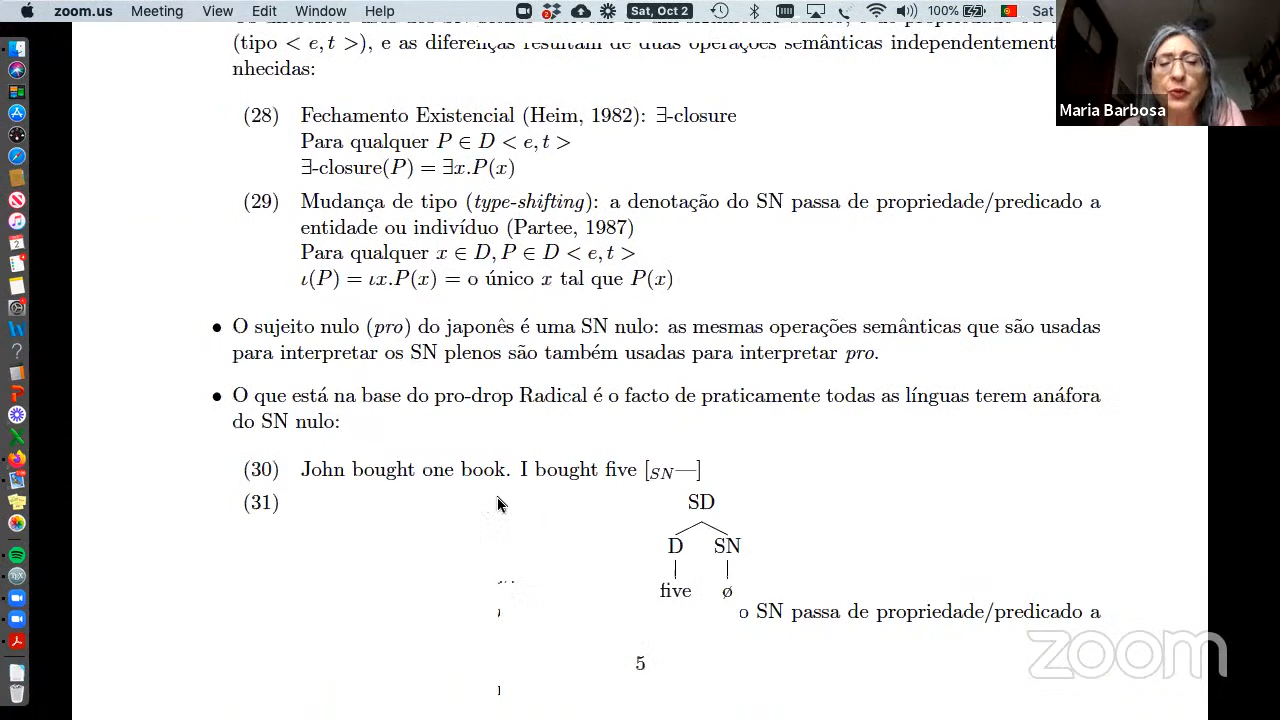 zoom.us Meeting View Edit Window Help Sat, Oct 2 100% Sat
(tipo < e, t >), e as diferenças resultam de duas operações semânticas independentemente
nhecidas:
Maria Barbosa
(28) Fechamento Existencial (Heim, 1982): ∃-closure
Para qualquer P ∈ D < e, t >
∃-closure(P) = ∃x.P(x)
(29) Mudança de tipo (type-shifting): a denotação do SN passa de propriedade/predicado a
entidade ou indivíduo (Partee, 1987)
Para qualquer x ∈ D, P ∈ D < e, t >
ι(P) = ιx.P(x) = o único x tal que P(x)
• O sujeito nulo (pro) do japonês é uma SN nulo: as mesmas operações semânticas que são usadas
para interpretar os SN plenos são também usadas para interpretar pro.
• O que está na base do pro-drop Radical é o facto de praticamente todas as línguas terem anáfora
do SN nulo:
(30) John bought one book. I bought five [SN—]
(31) SD
D SN
five ø
o SN passa de propriedade/predicado a
zoom
5